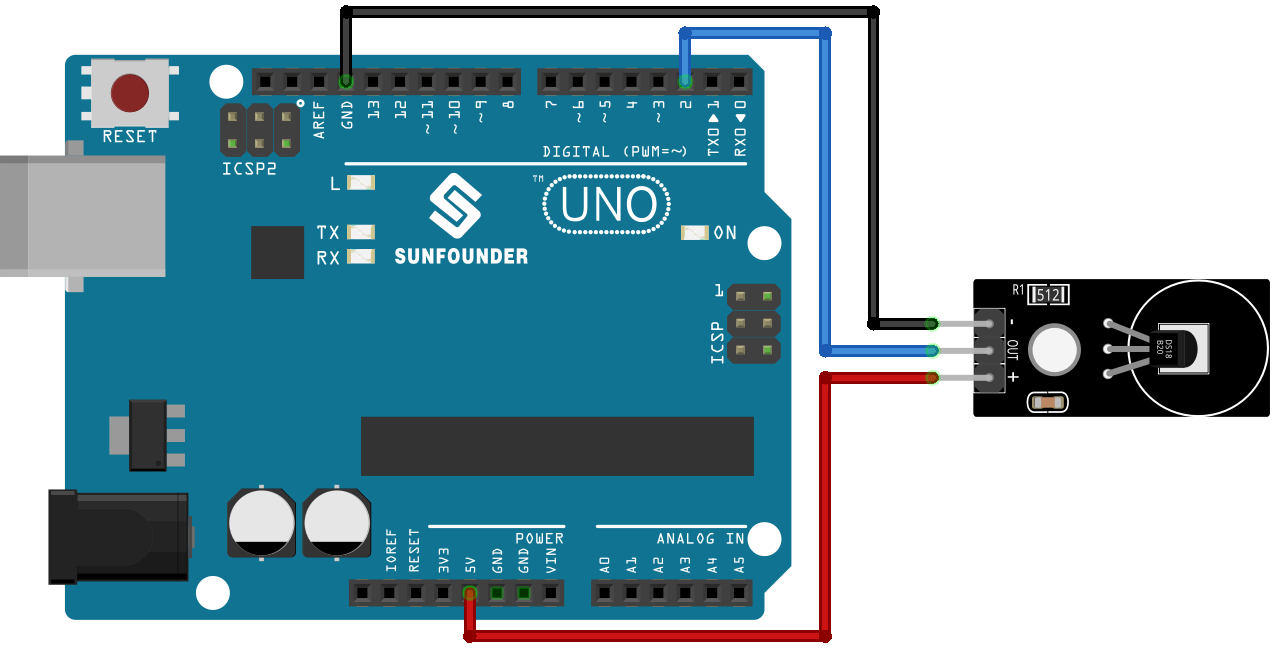 RESET
ICSP2
AREF
GND
13
12
~11
~10
~9
8
7
~6
~5
4
~3
2
TX0▶1
RX0◀0
DIGITAL (PWM=~)
L
TX
RX
SUNFOUNDER
TM
UNO
ON
1
ICSP
R1
512
-
OUT
+
DS18
B20
POWER
ANALOG IN
IOREF
RESET
3V3
5V
GND
GND
VIN
A0
A1
A2
A3
A4
A5